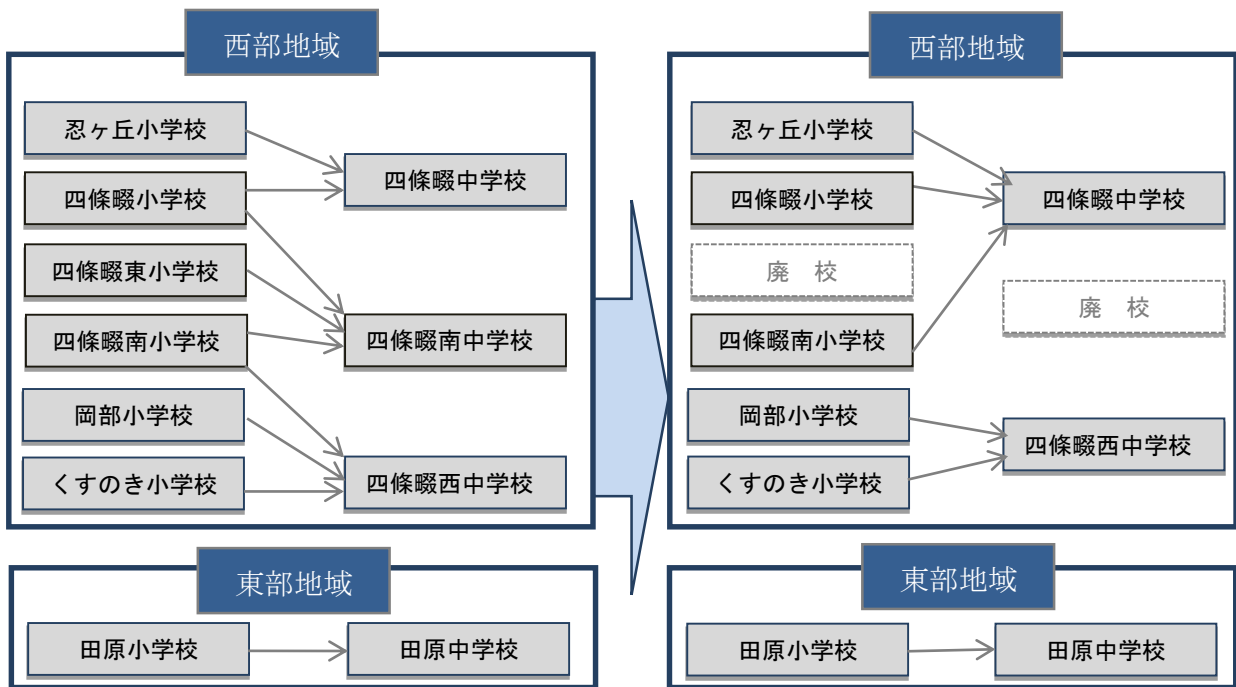 西部地域
忍ヶ丘小学校
四條畷小学校
四條畷東小学校
四條畷南小学校
岡部小学校
くすのき小学校
四條畷中学校
四條畷南中学校
四條畷西中学校
東部地域
田原小学校
田原中学校
西部地域
忍ヶ丘小学校
四條畷小学校
廃 校
四條畷南小学校
岡部小学校
くすのき小学校
四條畷中学校
廃 校
四條畷西中学校
東部地域
田原小学校
田原中学校